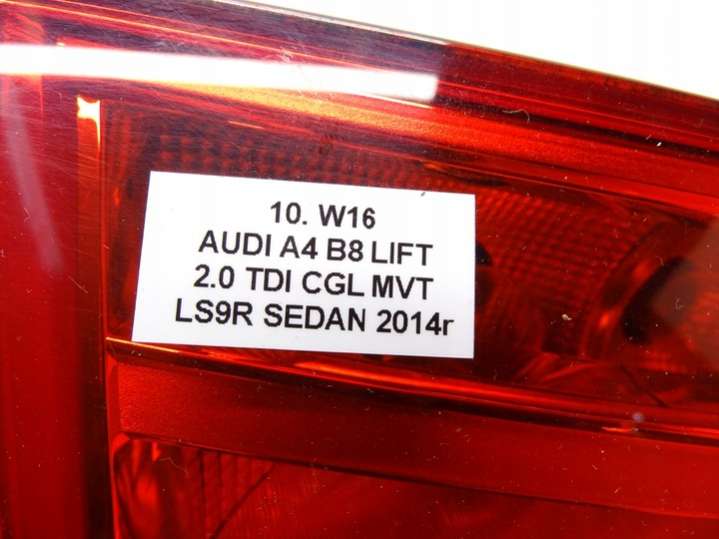 10. W16
AUDI A4 B8 LIFT
2.0 TDI CGL MVT
LS9R SEDAN 2014r